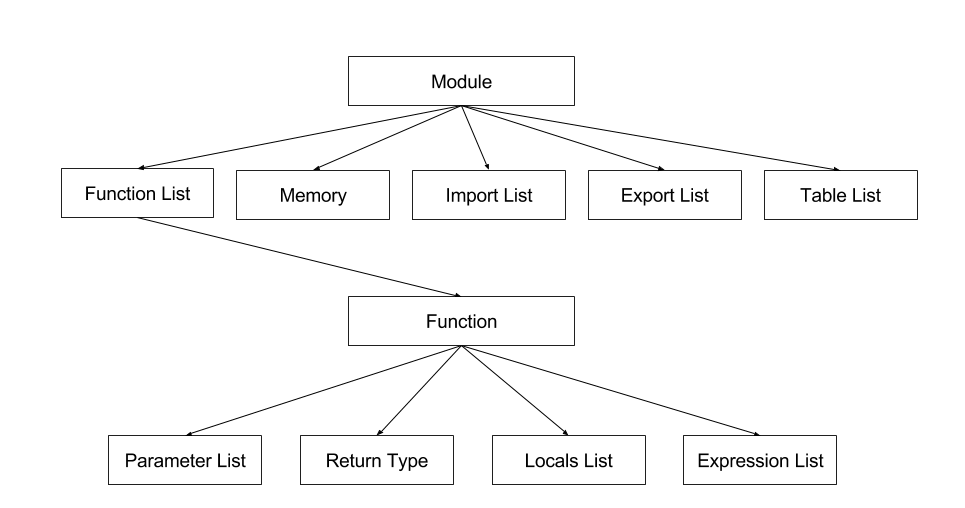 Module
Function List
Memory
Import List
Export List
Table List
Function
Parameter List
Return Type
Locals List
Expression List